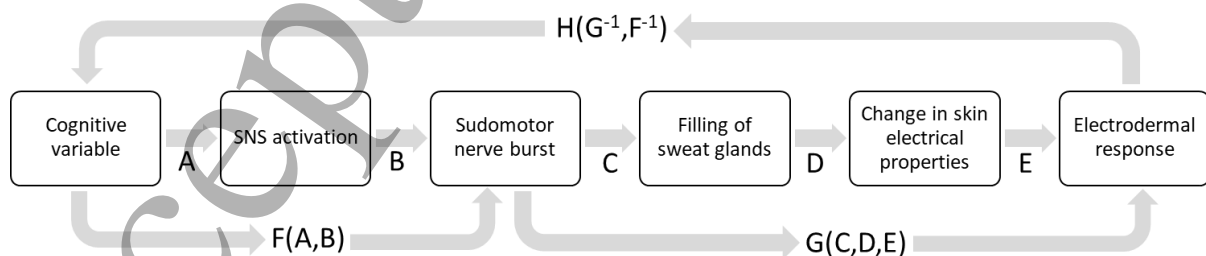 H(G⁻¹,F⁻¹)
Cognitive
variable
A
SNS activation
B
Sudomotor
nerve burst
C
Filling of
sweat glands
D
Change in skin
electrical
properties
E
Electrodermal
response
F(A,B)
G(C,D,E)